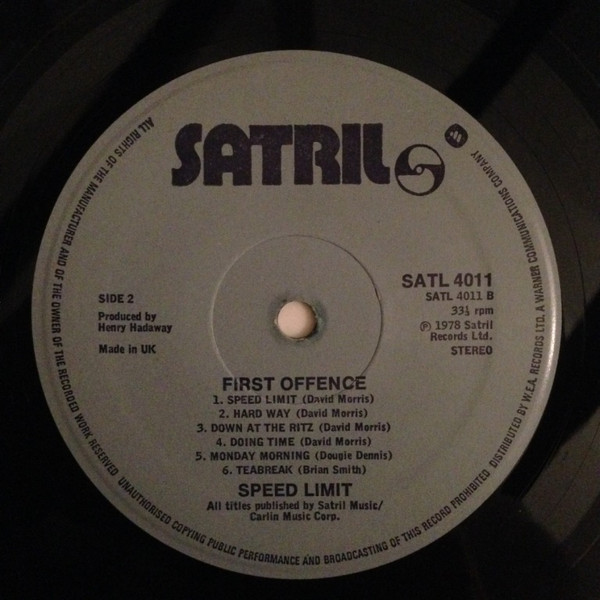 SATRIL
SIDE 2
Produced by
Henry Hadaway
Made in UK
SATL 4011
SATL 4011 B
33⅓ rpm
℗ 1978 Satril
Records Ltd.
STEREO
FIRST OFFENCE
1. SPEED LIMIT (David Morris)
2. HARD WAY (David Morris)
3. DOWN AT THE RITZ (David Morris)
4. DOING TIME (David Morris)
5. MONDAY MORNING (Dougie Dennis)
6. TEABREAK (Brian Smith)
SPEED LIMIT
All titles published by Satril Music/
Carlin Music Corp.
ALL RIGHTS OF THE MANUFACTURER AND OF THE OWNER OF THE RECORDED WORK RESERVED UNAUTHORISED COPYING PUBLIC PERFORMANCE AND BROADCASTING OF THIS RECORD PROHIBITED DISTRIBUTED BY W.E.A. RECORDS LTD. A WARNER COMMUNICATIONS COMPANY